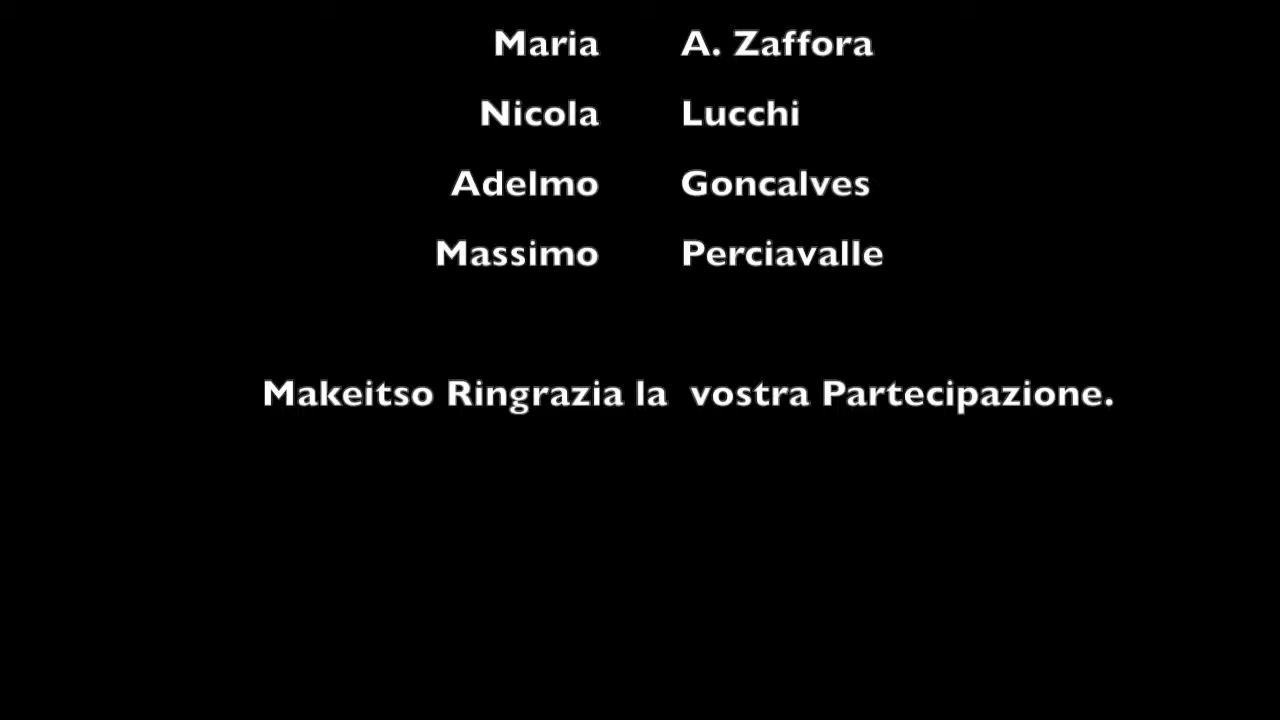 Maria A. Zaffora
Nicola Lucchi
Adelmo Goncalves
Massimo Perciavalle
Makeitso Ringrazia la vostra Partecipazione.